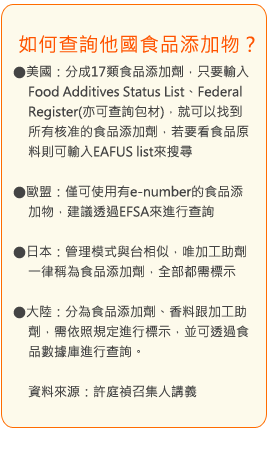 如何查詢他國食品添加物？
●美國：分成17類食品添加劑，只要輸入
Food Additives Status List、Federal
Register(亦可查詢包材)，就可以找到
所有核准的食品添加劑，若要看食品原
料則可輸入EAFUS list來搜尋
●歐盟：僅可使用有e-number的食品添
加物，建議透過EFSA來進行查詢
●日本：管理模式與台相似，唯加工助劑
一律稱為食品添加劑，全部都需標示
●大陸：分為食品添加劑、香料跟加工助
劑，需依照規定進行標示，並可透過食
品數據庫進行查詢。
資料來源：許庭禎召集人講義